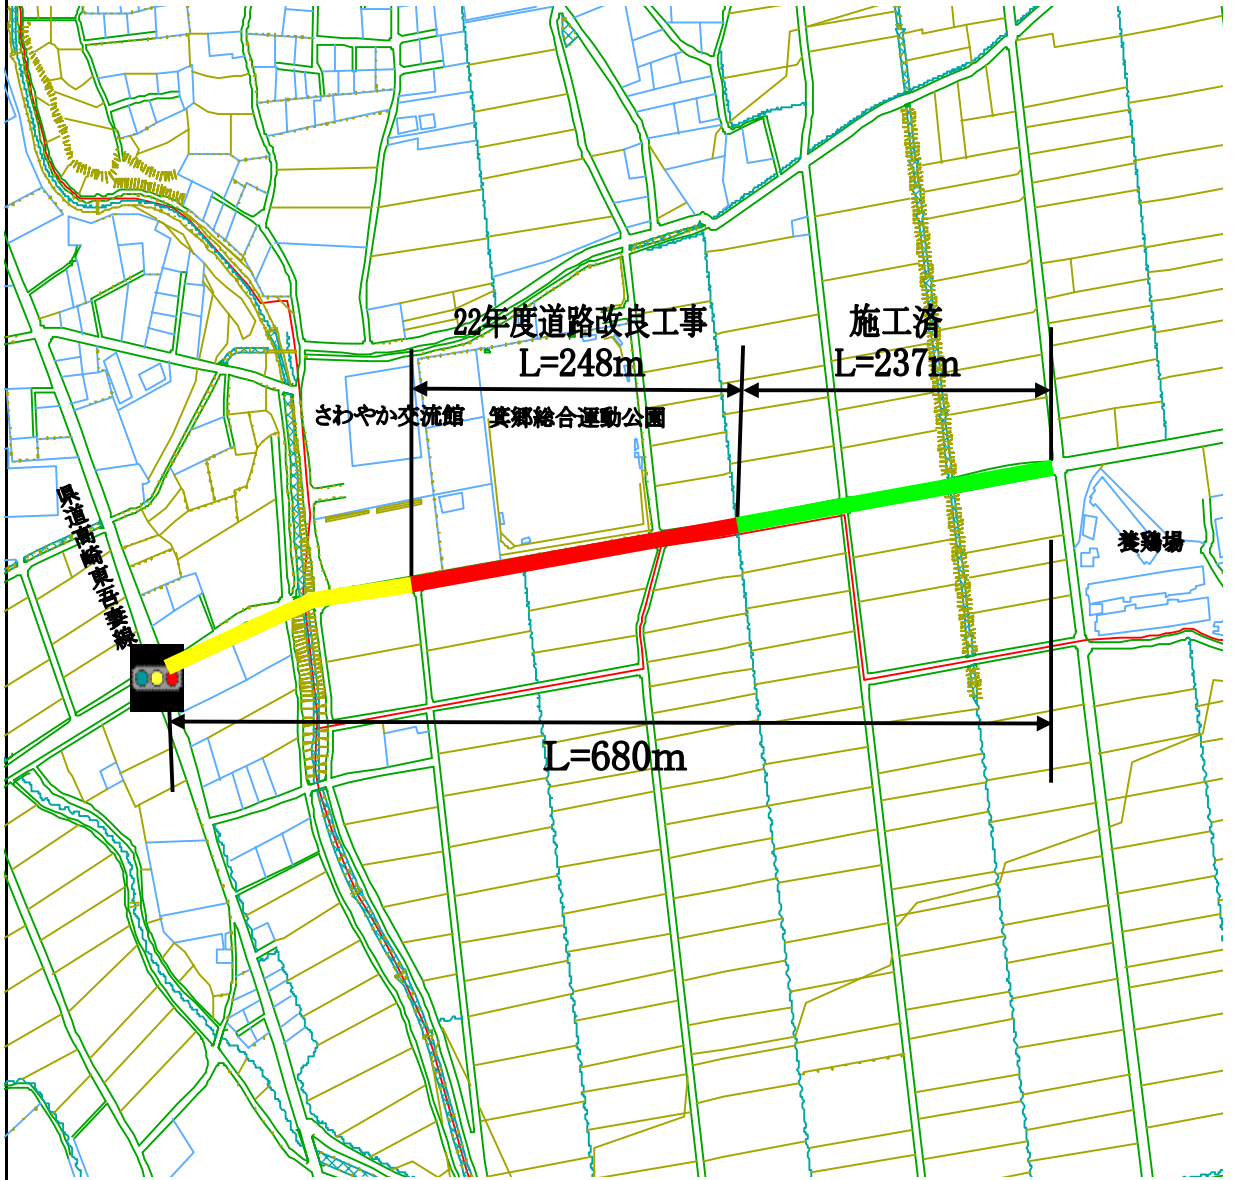 22年度道路改良工事
L=248m
施工済
L=237m
さわやか交流館
箕郷総合運動公園
県道高崎東吾妻線
養鶏場
L=680m